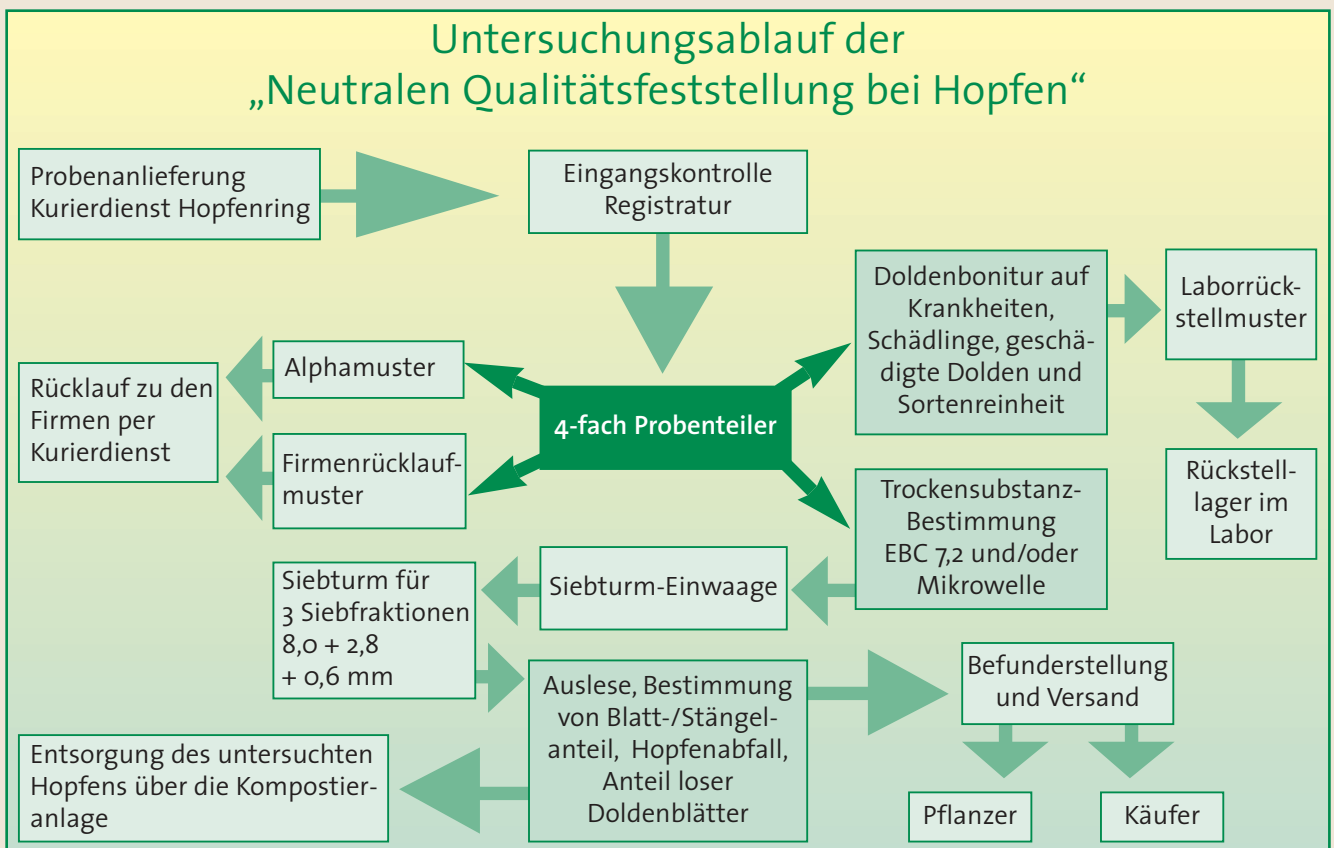 Untersuchungsablauf der
„Neutralen Qualitätsfeststellung bei Hopfen“
Probenanlieferung
Kurierdienst Hopfenring
Eingangskontrolle
Registratur
Doldenbonitur auf
Krankheiten,
Schädlinge, geschä-
digte Dolden und
Sortenreinheit
Laborrück-
stellmuster
Rückstell-
lager im
Labor
4-fach Probenteiler
Alphamuster
Firmenrücklauf-
muster
Rücklauf zu den
Firmen per
Kurierdienst
Trockensubstanz-
Bestimmung
EBC 7,2 und/oder
Mikrowelle
Siebturm-Einwaage
Siebturm für
3 Siebfraktionen
8,0 + 2,8
+ 0,6 mm
Auslese, Bestimmung
von Blatt-/Stängel-
anteil, Hopfenabfall,
Anteil loser
Doldenblätter
Entsorgung des untersuchten
Hopfens über die Kompostier-
anlage
Befunderstellung
und Versand
Pflanzer
Käufer